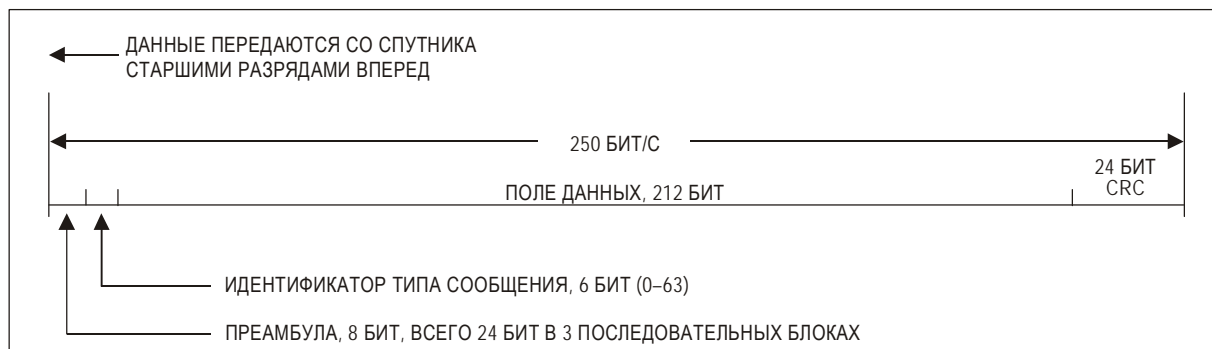 ДАННЫЕ ПЕРЕДАЮТСЯ СО СПУТНИКА
СТАРШИМИ РАЗРЯДАМИ ВПЕРЕД
250 БИТ/С
24 БИТ
CRC
ПОЛЕ ДАННЫХ, 212 БИТ
ИДЕНТИФИКАТОР ТИПА СООБЩЕНИЯ, 6 БИТ (0–63)
ПРЕАМБУЛА, 8 БИТ, ВСЕГО 24 БИТ В 3 ПОСЛЕДОВАТЕЛЬНЫХ БЛОКАХ